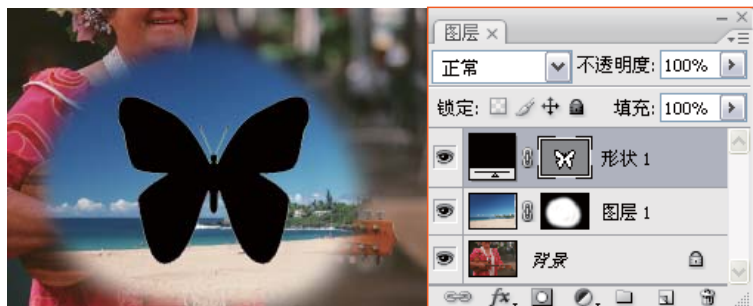 图层 ×
正常 不透明度: 100%
锁定: 填充: 100%
形状 1
图层 1
背景
fx.